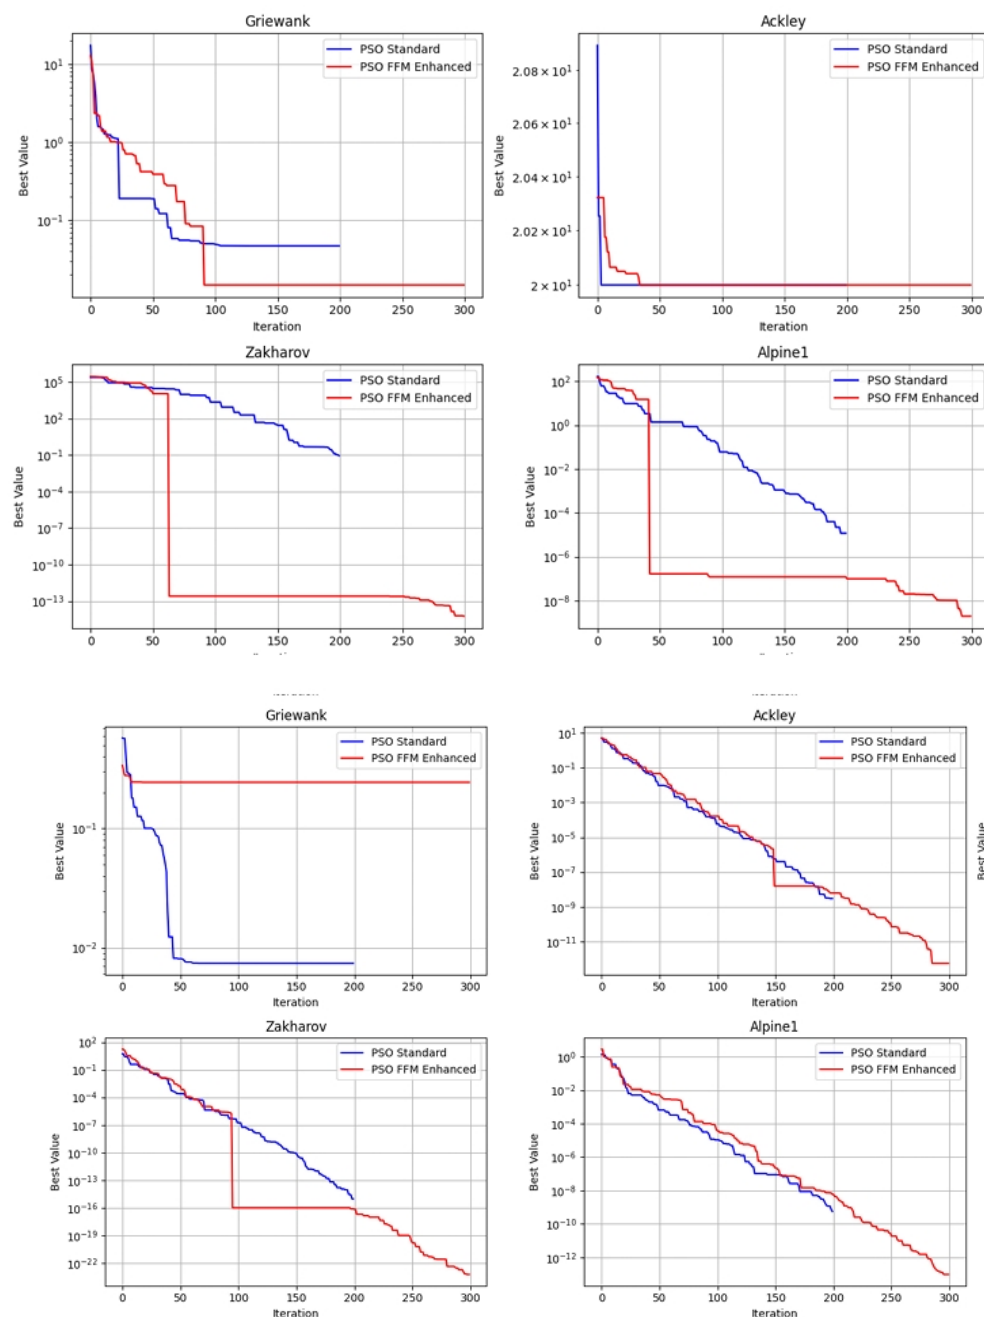 Griewank
PSO Standard
PSO FFM Enhanced
10¹
10⁰
10⁻¹
Best Value
0 50 100 150 200 250 300
Iteration
Ackley
PSO Standard
PSO FFM Enhanced
2.08 × 10¹
2.06 × 10¹
2.04 × 10¹
2.02 × 10¹
2 × 10¹
Best Value
0 50 100 150 200 250 300
Iteration
Zakharov
PSO Standard
PSO FFM Enhanced
10⁵
10²
10⁻¹
10⁻⁴
10⁻⁷
10⁻¹⁰
10⁻¹³
Best Value
0 50 100 150 200 250 300
Alpine1
PSO Standard
PSO FFM Enhanced
10²
10⁰
10⁻²
10⁻⁴
10⁻⁶
10⁻⁸
Best Value
0 50 100 150 200 250 300
Griewank
PSO Standard
PSO FFM Enhanced
10⁻¹
10⁻²
Best Value
0 50 100 150 200 250 300
Iteration
Ackley
PSO Standard
PSO FFM Enhanced
10¹
10⁻¹
10⁻³
10⁻⁵
10⁻⁷
10⁻⁹
10⁻¹¹
Best Value
0 50 100 150 200 250 300
Iteration
Best Value
Zakharov
PSO Standard
PSO FFM Enhanced
10²
10⁻¹
10⁻⁴
10⁻⁷
10⁻¹⁰
10⁻¹³
10⁻¹⁶
10⁻¹⁹
10⁻²²
Best Value
0 50 100 150 200 250 300
Iteration
Alpine1
PSO Standard
PSO FFM Enhanced
10⁰
10⁻²
10⁻⁴
10⁻⁶
10⁻⁸
10⁻¹⁰
10⁻¹²
Best Value
0 50 100 150 200 250 300
Iteration